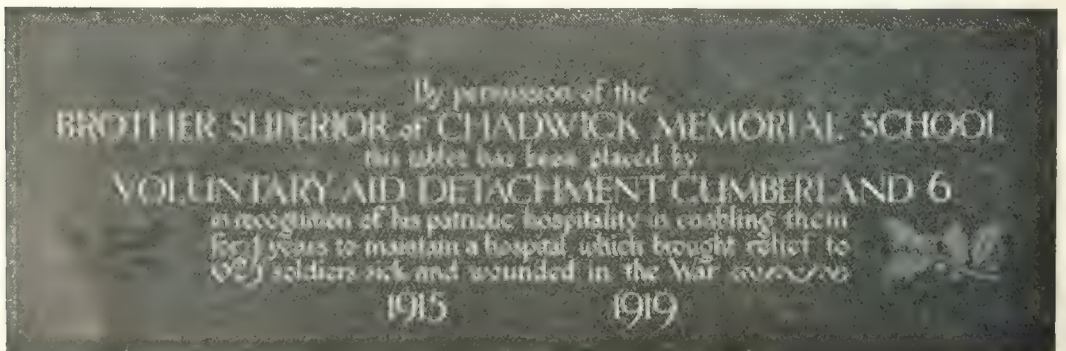 By permission of the
BROTHER SUPERIOR of CHADWICK MEMORIAL SCHOOL
this tablet has been placed by
VOLUNTARY AID DETACHMENT CUMBERLAND 6
in recognition of his patriotic hospitality in enabling them
for years to maintain a hospital which brought relief to
soldiers sick and wounded in the War
1915 1919